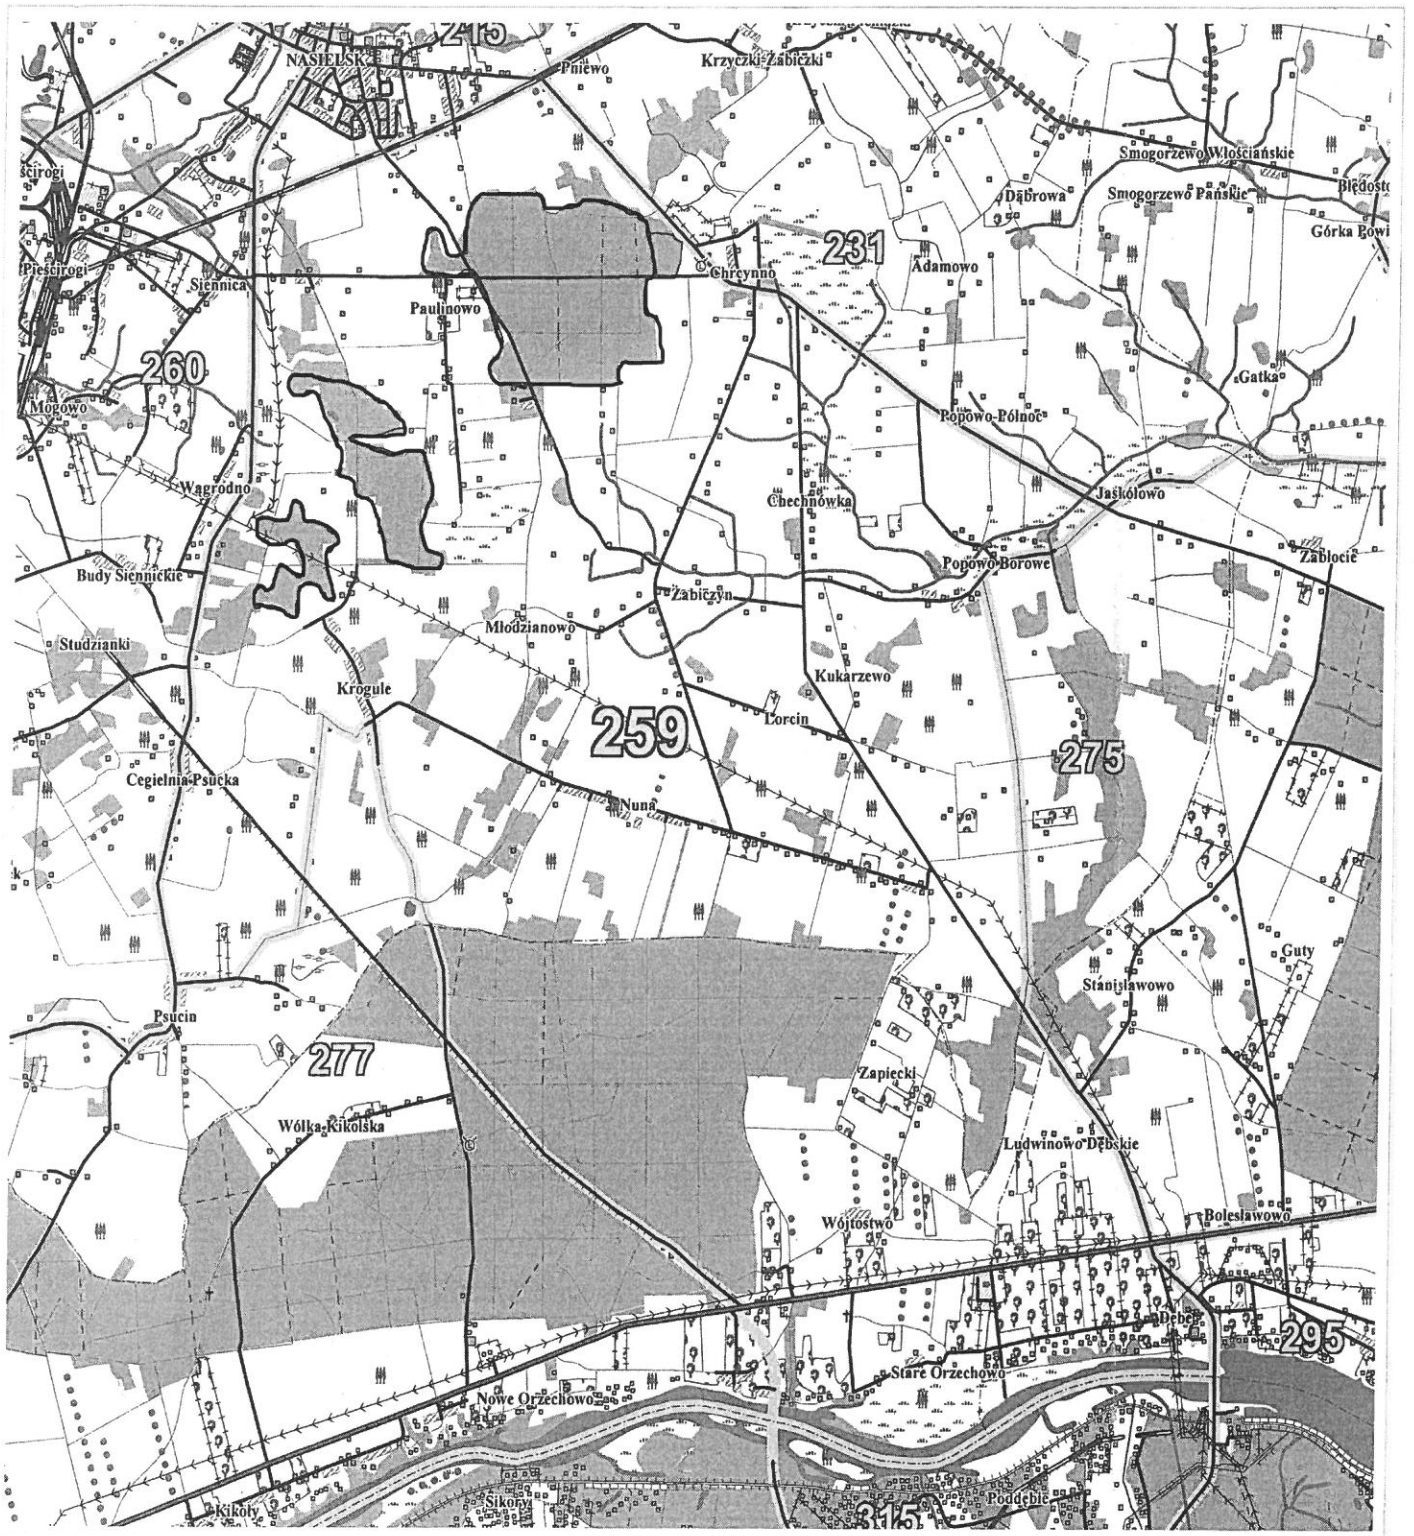 215
NASIELSK
Pniewo
Krzyczki-Żabiczki
Smogorzewo Włościańskie
Smogorzewo Pańskie
Dąbrowa
Pieścirogi
Siennica
Chrcynno
231
Adamowo
Paulinowo
260
Mogowo
Gatka
Popowo-Północ
Wągrodno
Chechnówka
Jaskółowo
Budy Siennickie
Popowo Borowe
Zabłocie
Żabiczyn
Młodzianowo
Studzianki
Krogule
Kukarzewo
Lorcin
259
275
Cegielnia Psucka
Nuna
Guty
Stanisławowo
Psucin
277
Zapiecki
Wólka Kikolska
Ludwinowo Dębskie
Wójtostwo
Bolesławowo
Dębe
295
Stare Orzechowo
Nowe Orzechowo
Kikoły
Sikory
Poddębie
315